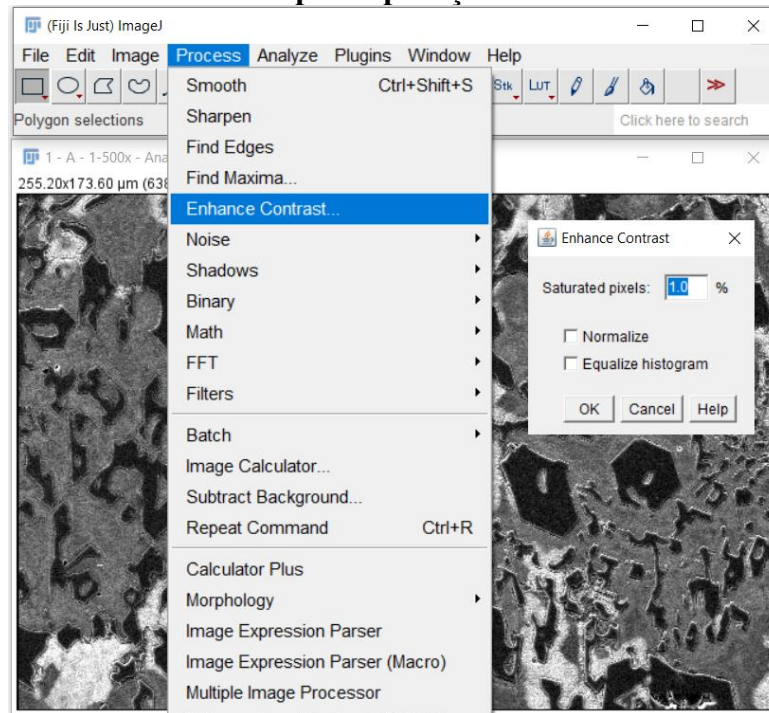 (Fiji Is Just) ImageJ
File Edit Image Process Analyze Plugins Window Help
Stk LUT >>
Polygon selections
Click here to search
1 - A - 1-500x - Ana
255.20x173.60 µm (638
Smooth Ctrl+Shift+S
Sharpen
Find Edges
Find Maxima...
Enhance Contrast...
Noise
Shadows
Binary
Math
FFT
Filters
Batch
Image Calculator...
Subtract Background...
Repeat Command Ctrl+R
Calculator Plus
Morphology
Image Expression Parser
Image Expression Parser (Macro)
Multiple Image Processor
Enhance Contrast
Saturated pixels: 1.0 %
Normalize
Equalize histogram
OK Cancel Help